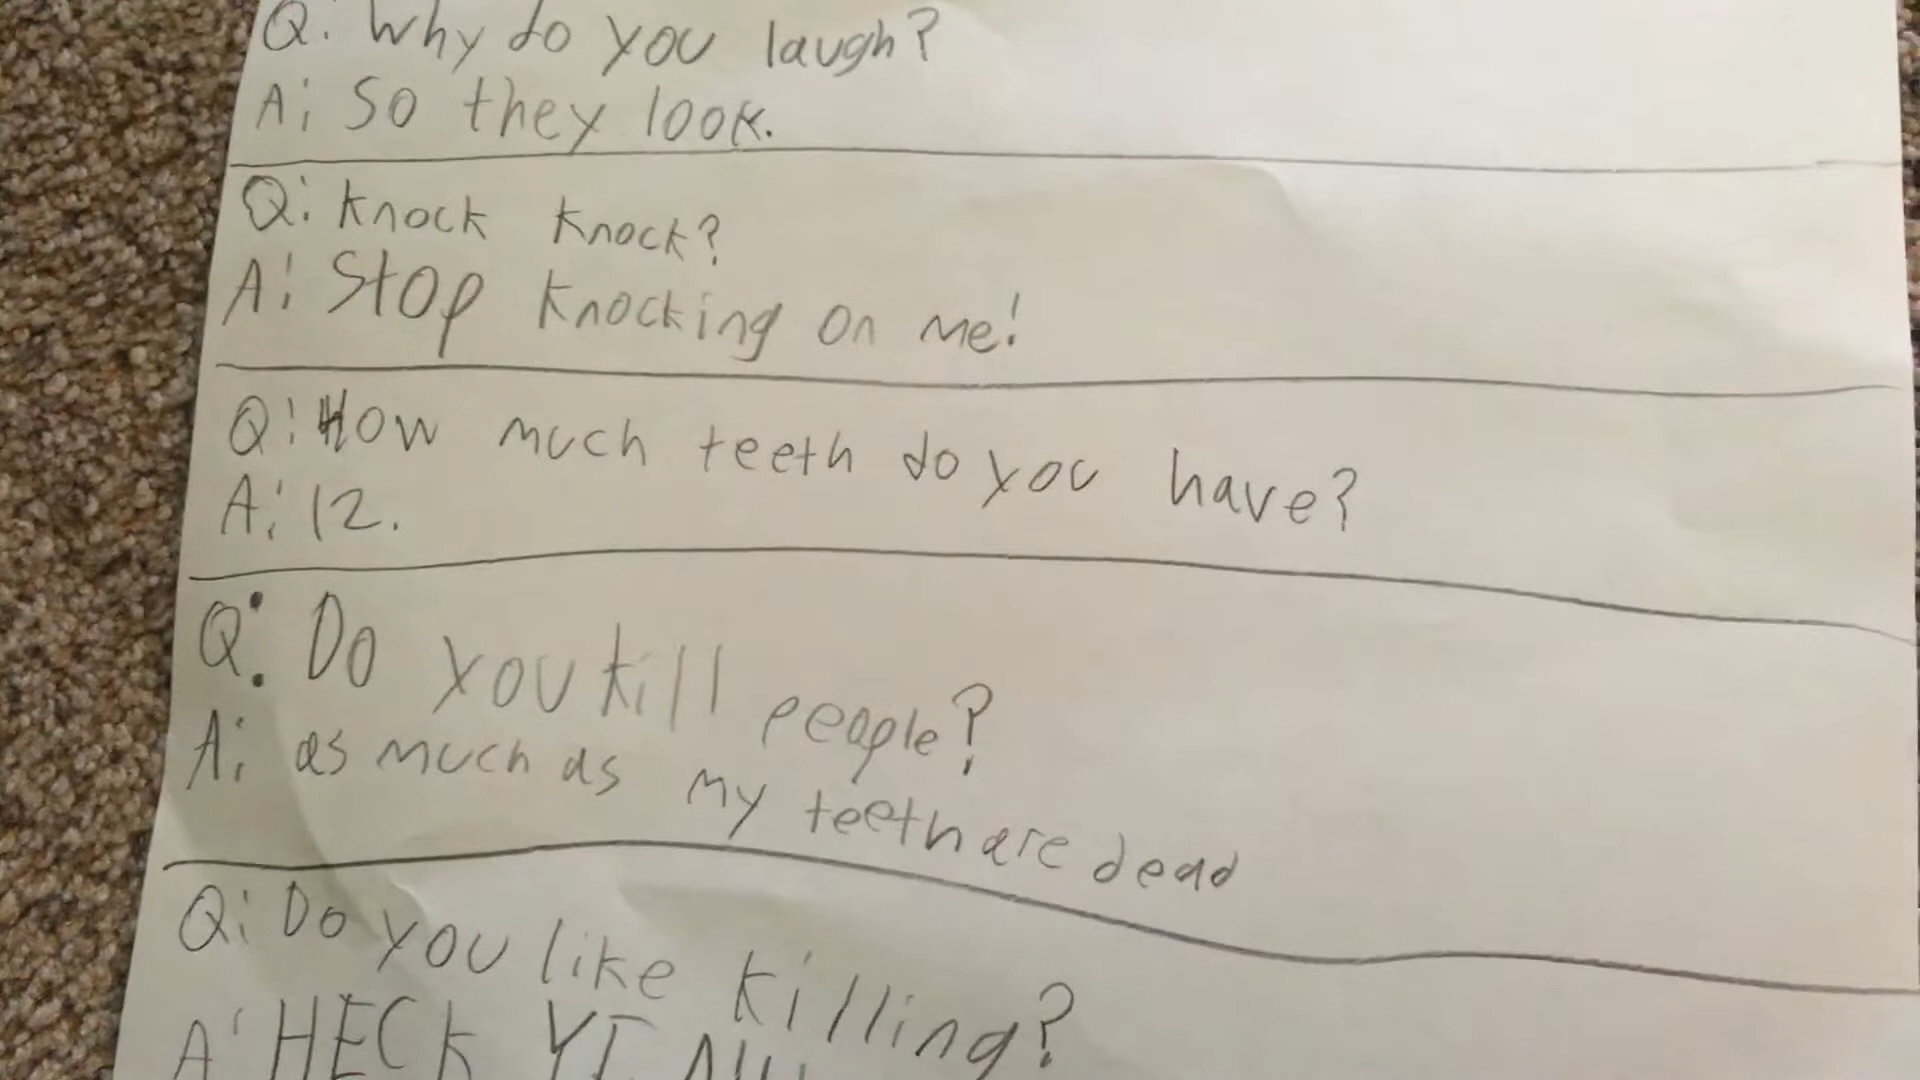 Q: Why do you laugh?
A: So they look.
Q: Knock Knock?
A: Stop Knocking on me!
Q: How much teeth do you have?
A: 12.
Q: Do you kill people?
A: as much as my teeth are dead
Q: Do you like killing?
A: HECK YEAH